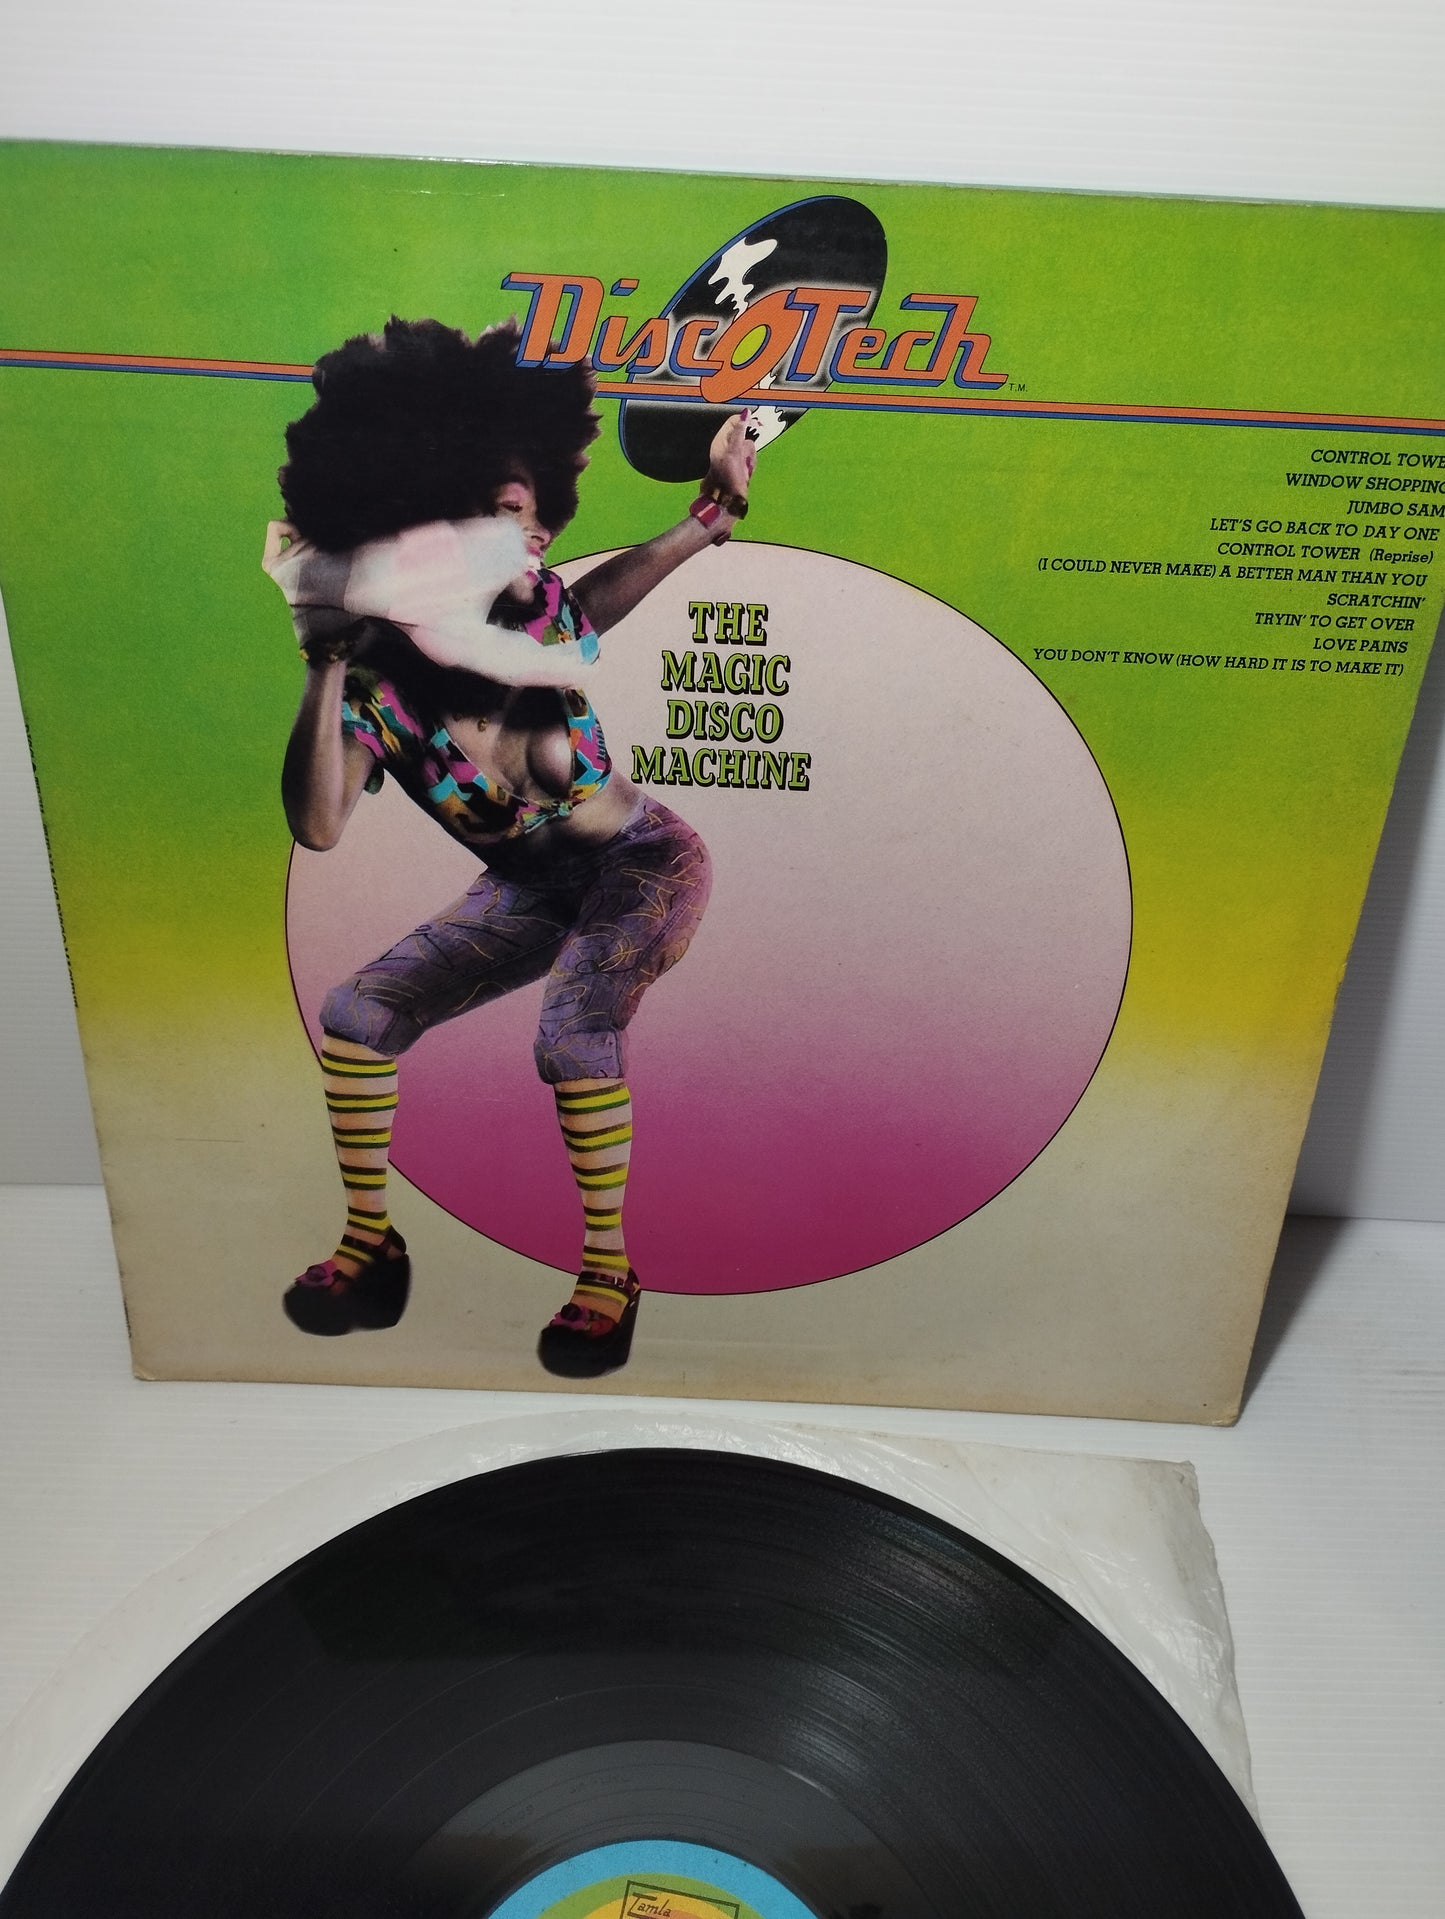 DiscOTech
T.M.
CONTROL TOWE
WINDOW SHOPPING
JUMBO SAM
LET'S GO BACK TO DAY ONE
CONTROL TOWER (Reprise)
(I COULD NEVER MAKE) A BETTER MAN THAN YOU
SCRATCHIN'
TRYIN' TO GET OVER
LOVE PAINS
YOU DON'T KNOW (HOW HARD IT IS TO MAKE IT)
THE
MAGIC
DISCO
MACHINE
Tamla